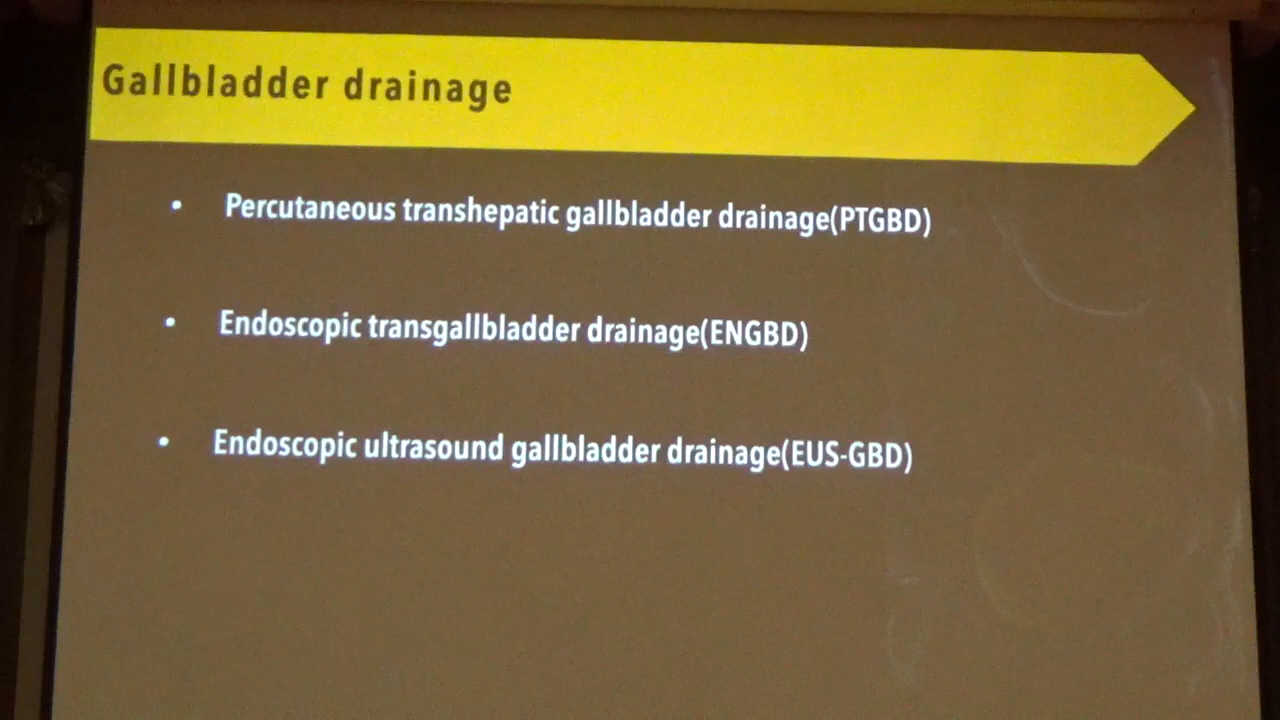 Gallbladder drainage
• Percutaneous transhepatic gallbladder drainage(PTGBD)
• Endoscopic transgallbladder drainage(ENGBD)
• Endoscopic ultrasound gallbladder drainage(EUS-GBD)